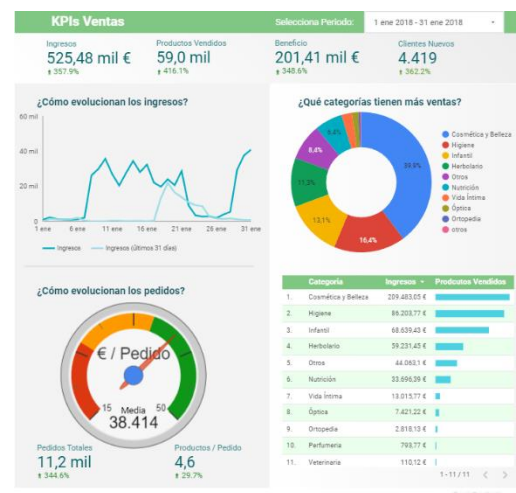 KPIs Ventas
Selecciona Periodo:
1 ene 2018 - 31 ene 2018
Ingresos
525,48 mil €
357.9%
Productos Vendidos
59,0 mil
416.1%
Beneficio
201,41 mil €
348.6%
Clientes Nuevos
4.419
362.2%
¿Cómo evolucionan los ingresos?
60 mil
40 mil
20 mil
0
1 ene 6 ene 11 ene 16 ene 21 ene 26 ene 31 ene
Ingresos Ingresos (últimos 31 días)
¿Qué categorías tienen más ventas?
39,9%
16,4%
13.1%
11,3%
8,4%
6,4%
Cosmética y Belleza
Higiene
Infantil
Herbolario
Otros
Nutrición
Vida Íntima
Óptica
Ortopedia
otros
¿Cómo evolucionan los pedidos?
€ / Pedido
15 Media 50
38.414
Pedidos Totales
11,2 mil
344.6%
Productos / Pedido
4,6
29.7%
Categoría Ingresos Prodcutos Vendidos
1. Cosmética y Belleza 209.483,05 €
2. Higiene 86.203,77 €
3. Infantil 68.639,43 €
4. Herbolario 59.231,45 €
5. Otros 44.063,1 €
6. Nutrición 33.696,39 €
7. Vida Íntima 13.015,77 €
8. Óptica 7.421,22 €
9. Ortopedia 2.818,13 €
10. Perfumeria 793,77 €
11. Veterinaria 110,12 €
1 - 11 / 11